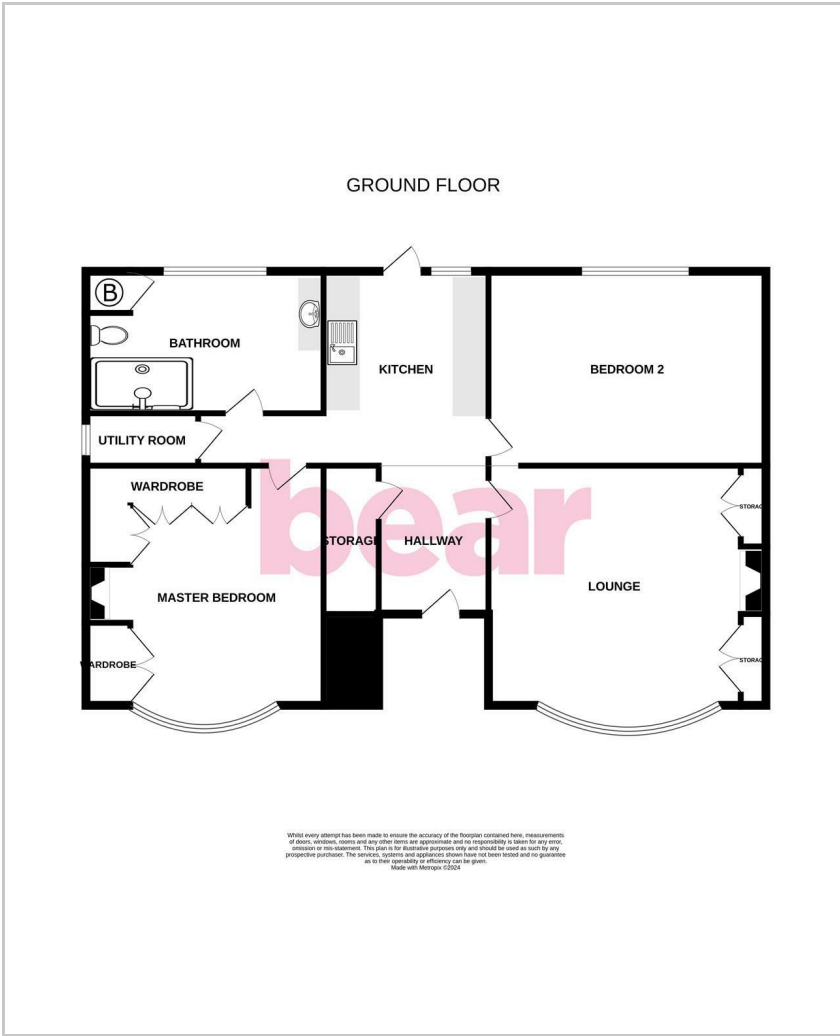 GROUND FLOOR
B
BATHROOM
KITCHEN
BEDROOM 2
UTILITY ROOM
WARDROBE
bear
STORAGE
HALLWAY
STORAGE
MASTER BEDROOM
LOUNGE
WARDROBE
STORAGE
Whilst every attempt has been made to ensure the accuracy of the floorplan contained here, measurements
of doors, windows, rooms and any other items are approximate and no responsibility is taken for any error,
omission or mis-statement. This plan is for illustrative purposes only and should be used as such by any
prospective purchaser. The services, systems and appliances shown have not been tested and no guarantee
as to their operability or efficiency can be given.
Made with Metropix ©2024